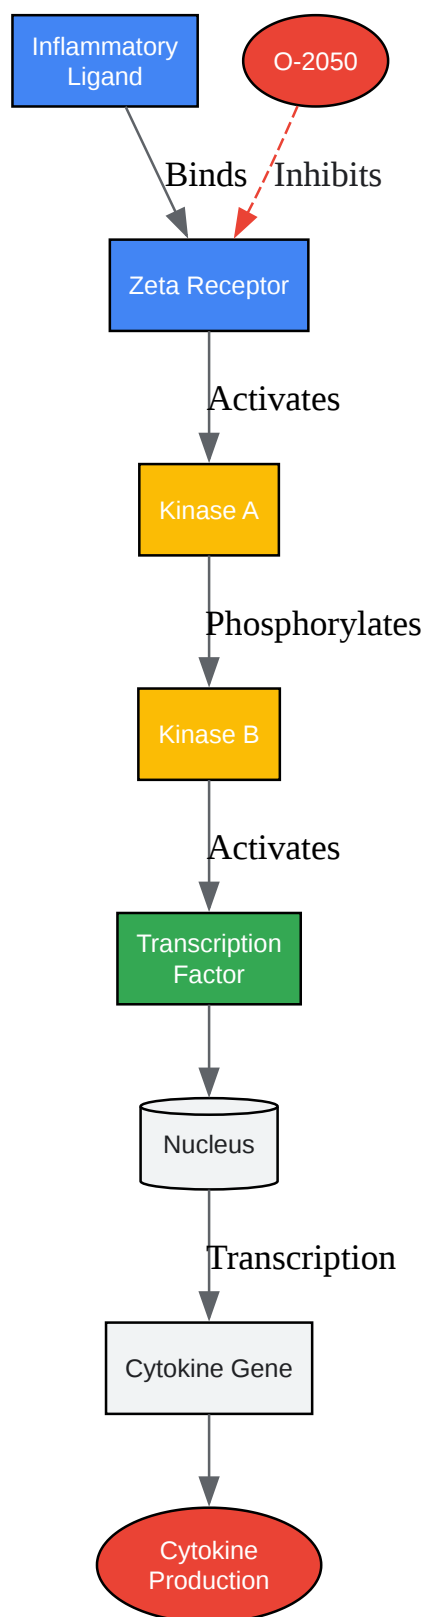 Inflammatory
Ligand
O-2050
Binds
Inhibits
Zeta Receptor
Activates
Kinase A
Phosphorylates
Kinase B
Activates
Transcription
Factor
Nucleus
Transcription
Cytokine Gene
Cytokine
Production